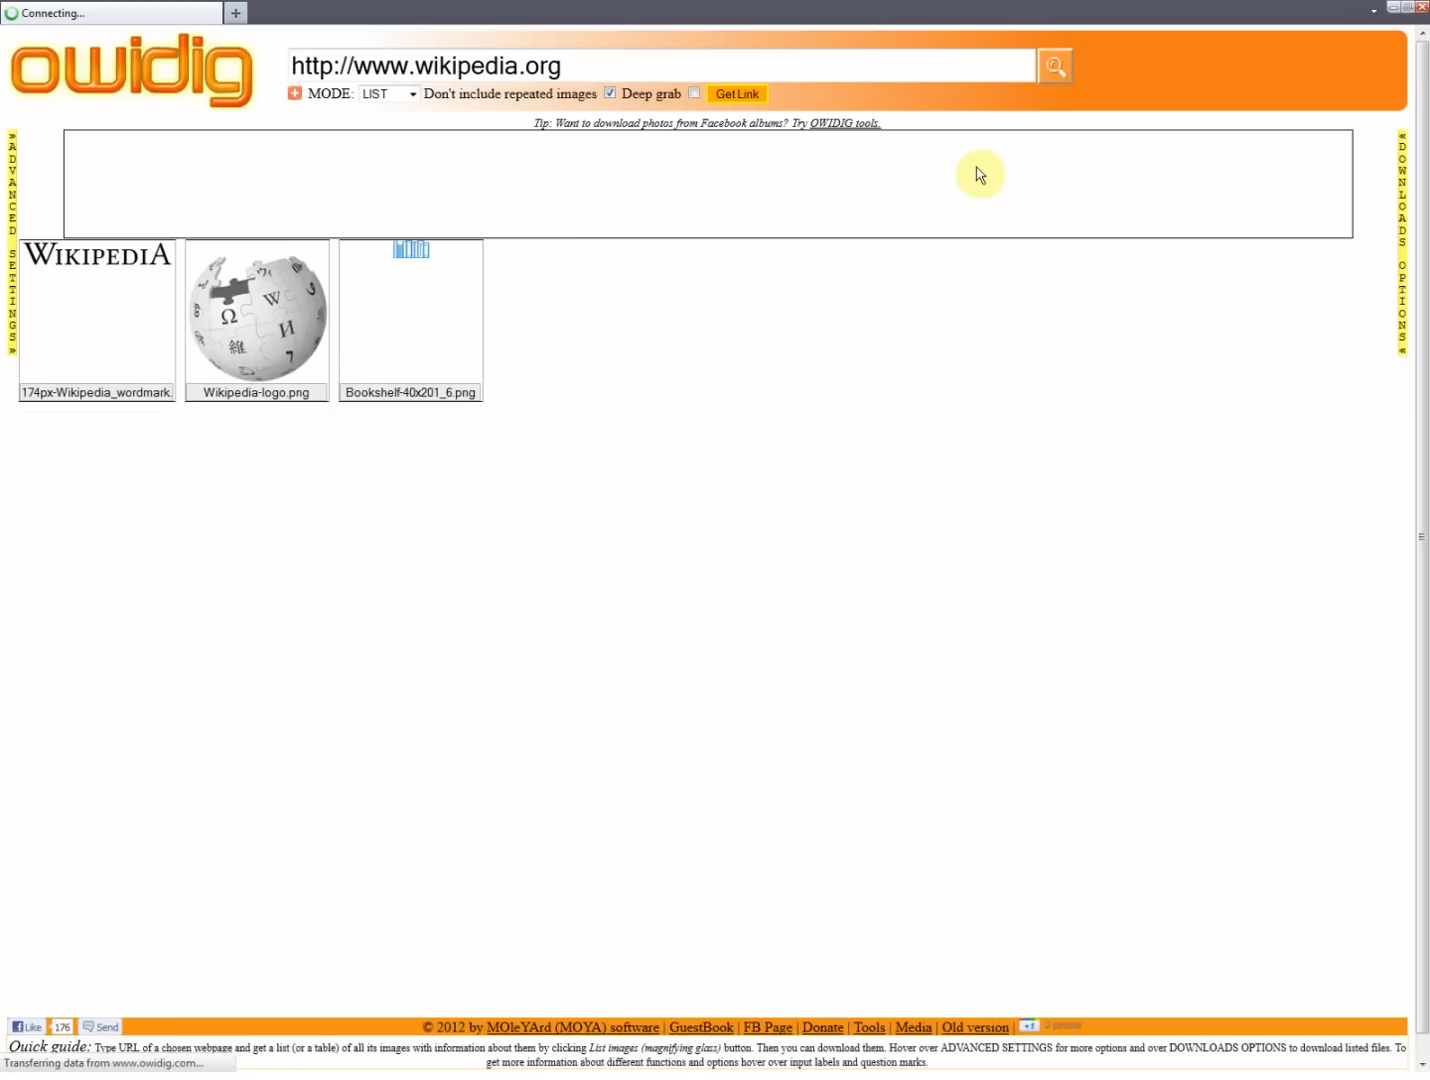 Connecting...
owidig
http://www.wikipedia.org
MODE: LIST Don't include repeated images Deep grab Get Link
Tip: Want to download photos from Facebook albums? Try OWIDIG tools.
»ADVANCED SETTINGS»
«DOWNLOADS OPTIONS«
WIKIPEDIA
Ω W И 維 7
174px-Wikipedia_wordmark.
Wikipedia-logo.png
Bookshelf-40x201_6.png
Like 176 Send
© 2012 by MOleYArd (MOYA) software | GuestBook | FB Page | Donate | Tools | Media | Old version | +1 2 people
Quick guide: Type URL of a chosen webpage and get a list (or a table) of all its images with information about them by clicking List images (magnifying glass) button. Then you can download them. Hover over ADVANCED SETTINGS for more options and over DOWNLOADS OPTIONS to download listed files. To
get more information about different functions and options hover over input labels and question marks.
Transferring data from www.owidig.com...